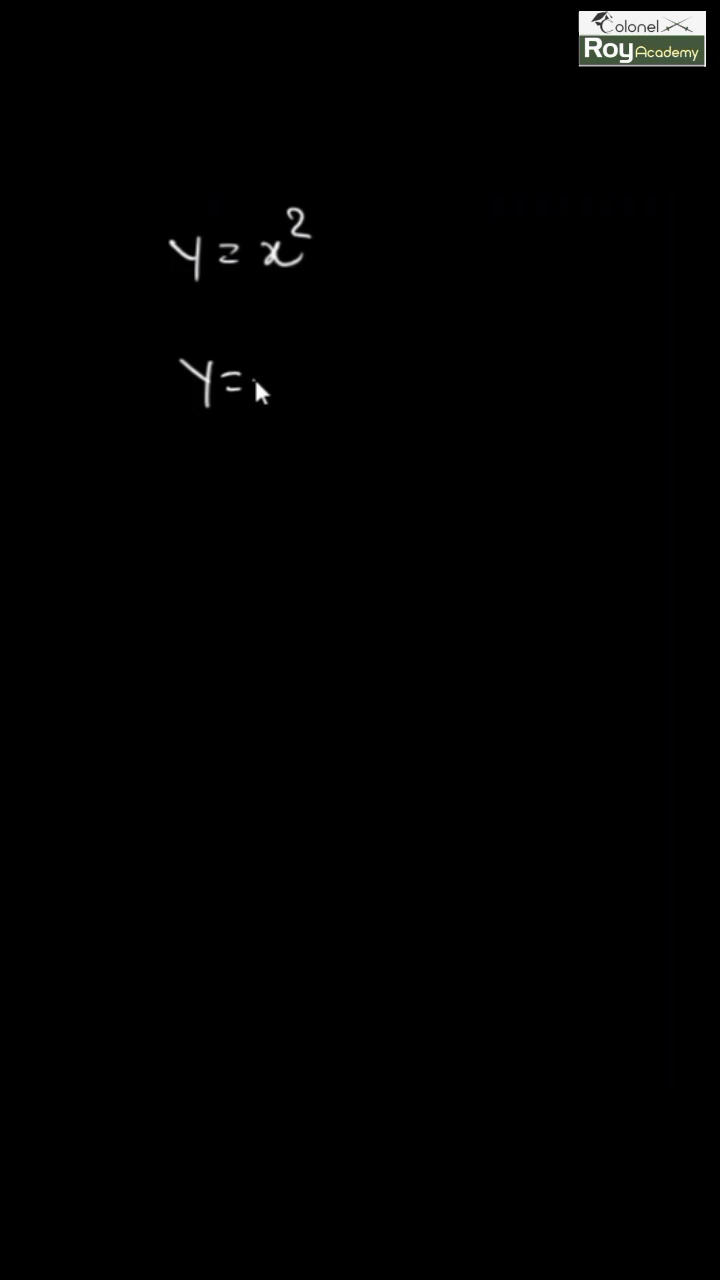 Colonel
Roy Academy
y = x²
y =